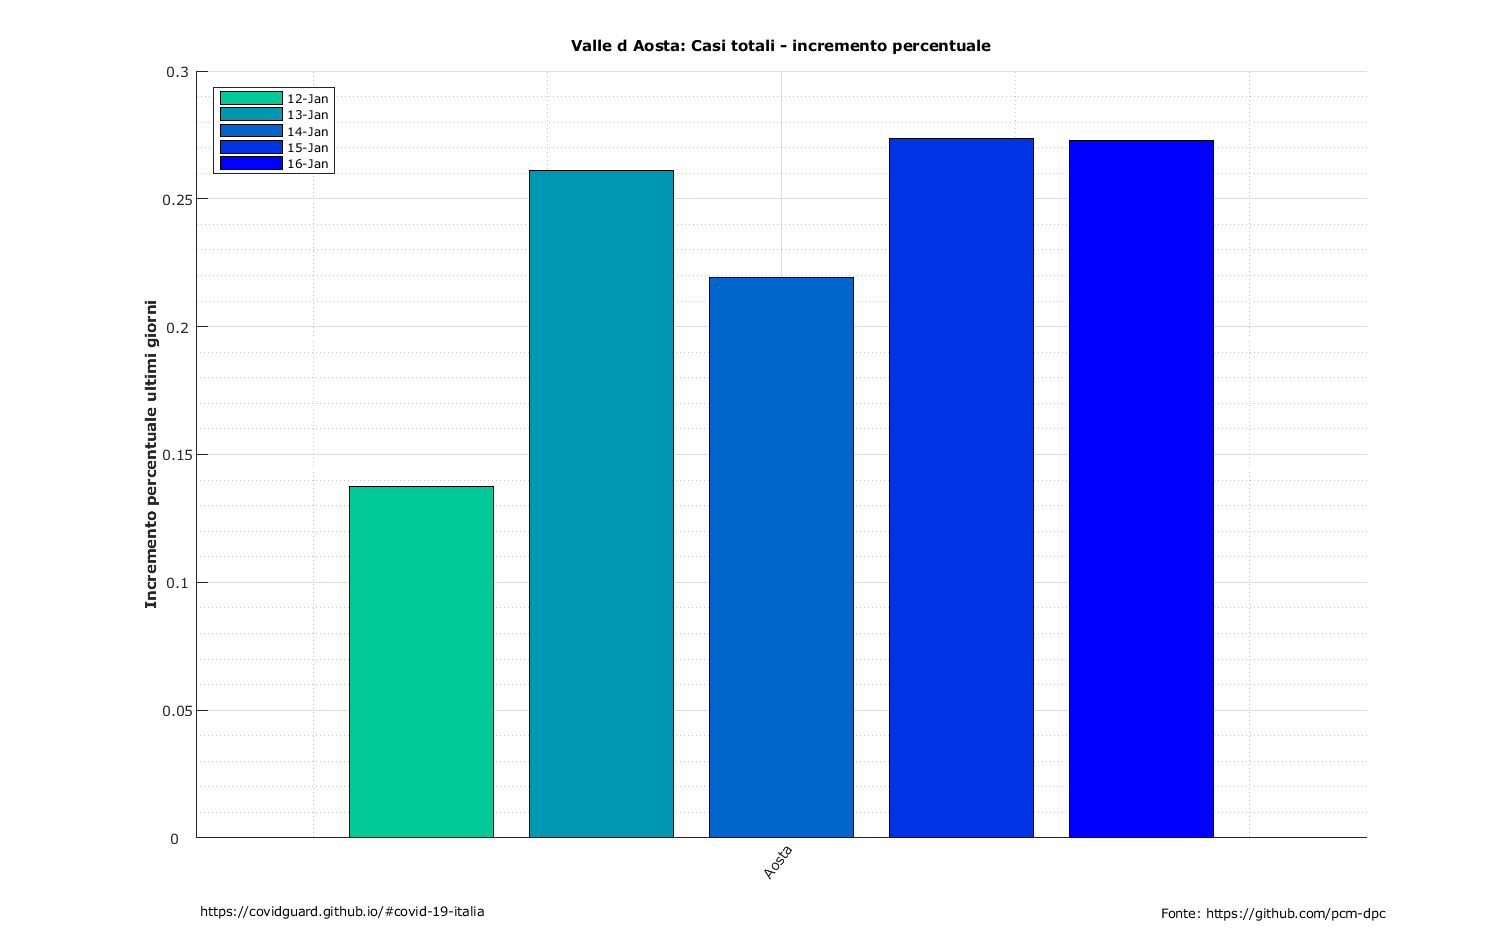 Valle d Aosta: Casi totali - incremento percentuale
0.3
0.25
0.2
0.15
0.1
0.05
0
Incremento percentuale ultimi giorni
12-Jan
13-Jan
14-Jan
15-Jan
16-Jan
Aosta
https://covidguard.github.io/#covid-19-italia
Fonte: https://github.com/pcm-dpc